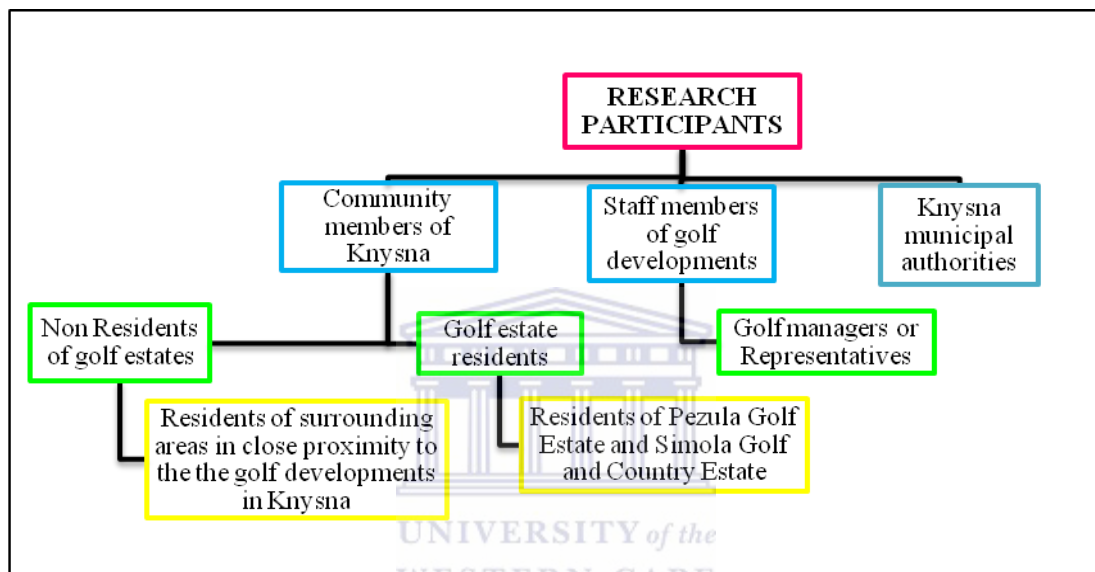 RESEARCH
PARTICIPANTS
Community
members of
Knysna
Staff members
of golf
developments
Knysna
municipal
authorities
Non Residents
of golf estates
Golf estate
residents
Golf managers or
Representatives
Residents of surrounding
areas in close proximity to
the the golf developments
in Knysna
Residents of Pezula Golf
Estate and Simola Golf
and Country Estate
UNIVERSITY of the
WESTERN CAPE